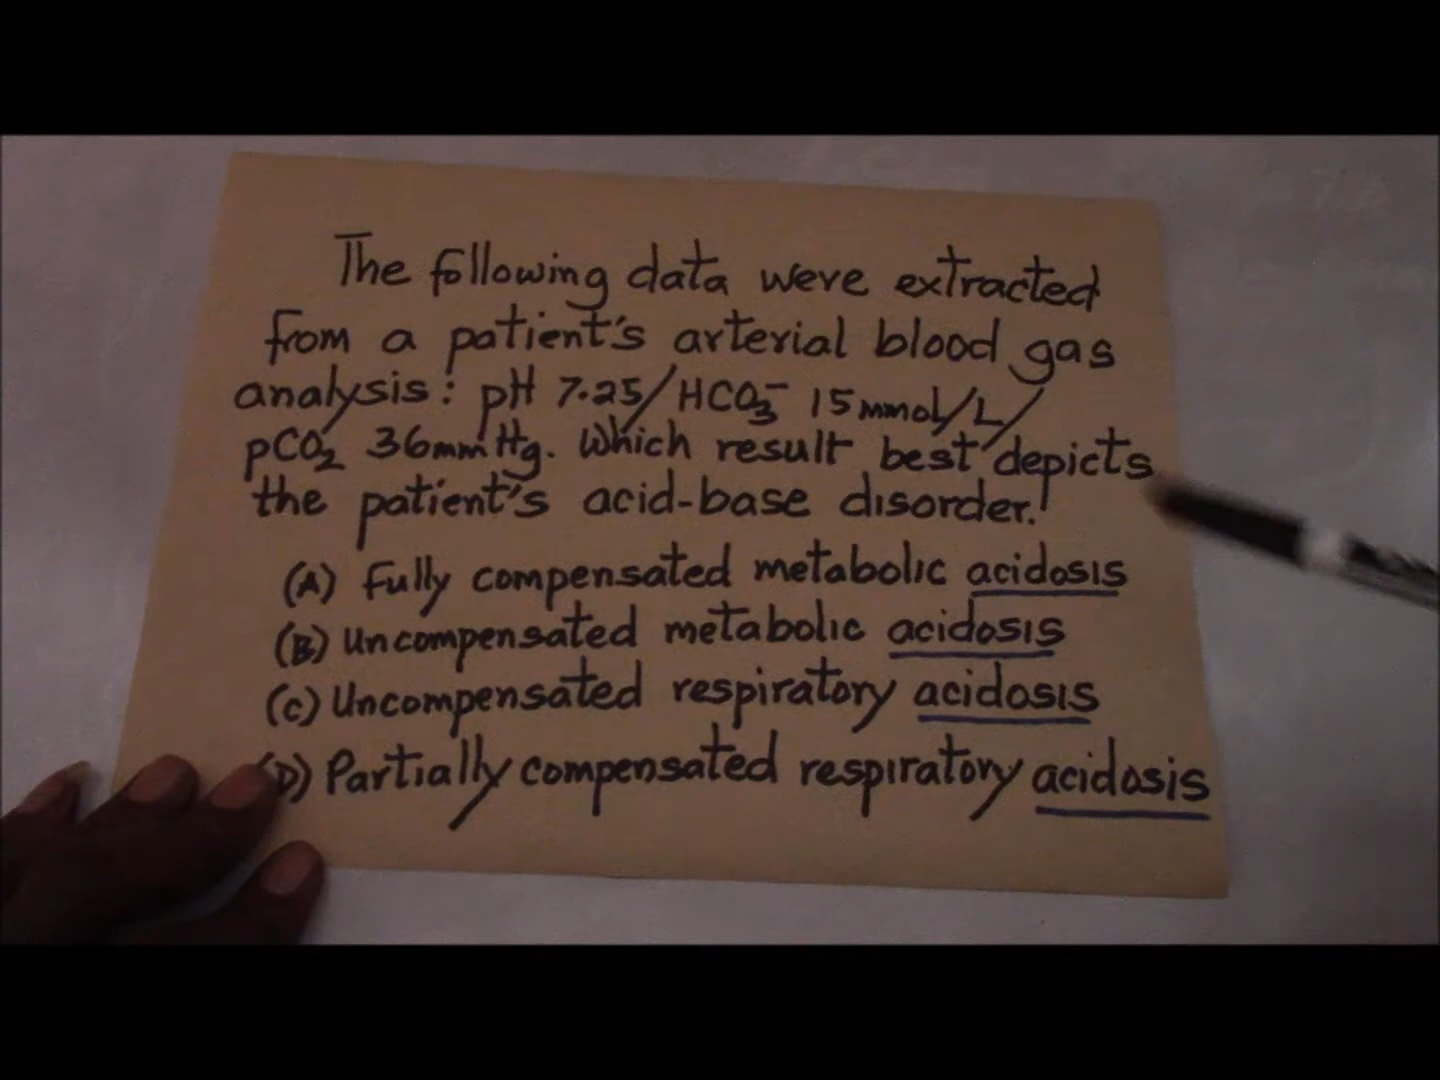 The following data were extracted
from a patient's arterial blood gas
analysis: pH 7.25/HCO3⁻ 15mmol/L/
pCO2 36mmHg. Which result best depicts
the patient's acid-base disorder.
(A) Fully compensated metabolic acidosis
(B) Uncompensated metabolic acidosis
(C) Uncompensated respiratory acidosis
(D) Partially compensated respiratory acidosis